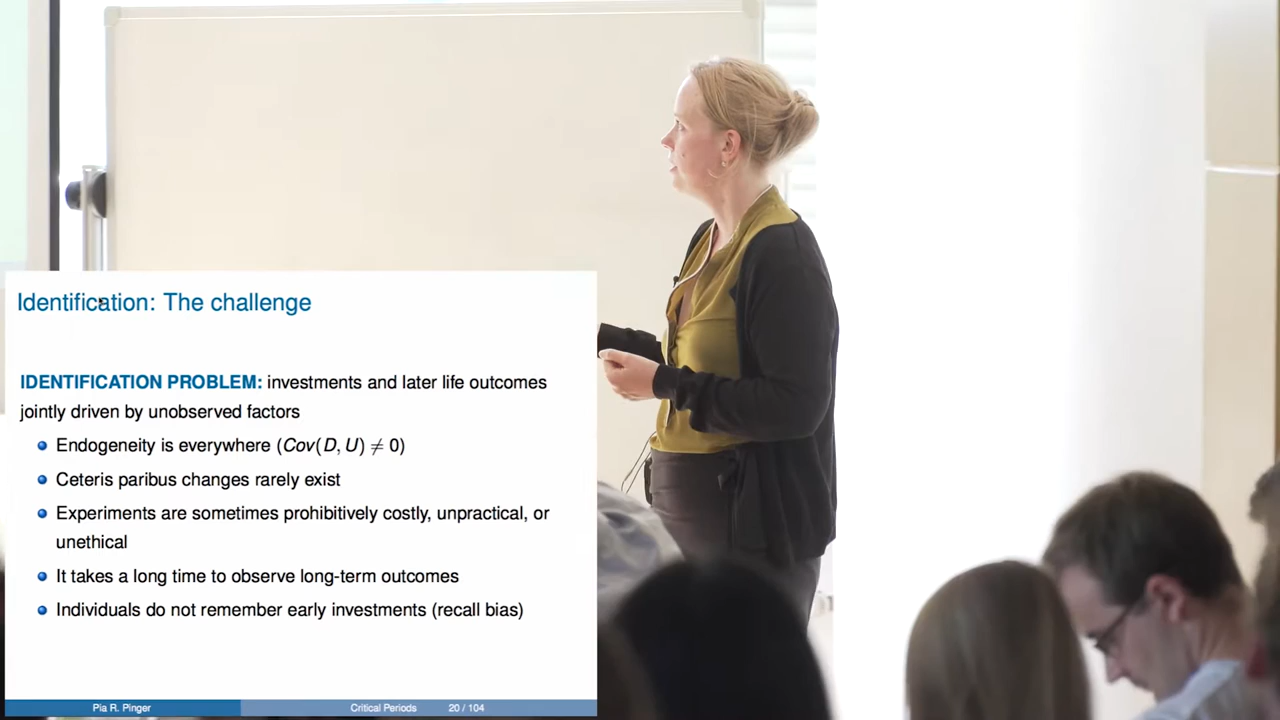 Identification: The challenge
IDENTIFICATION PROBLEM: investments and later life outcomes
jointly driven by unobserved factors
Endogeneity is everywhere (Cov(D, U) ≠ 0)
Ceteris paribus changes rarely exist
Experiments are sometimes prohibitively costly, unpractical, or
unethical
It takes a long time to observe long-term outcomes
Individuals do not remember early investments (recall bias)
Pia R. Pinger Critical Periods 20 / 104